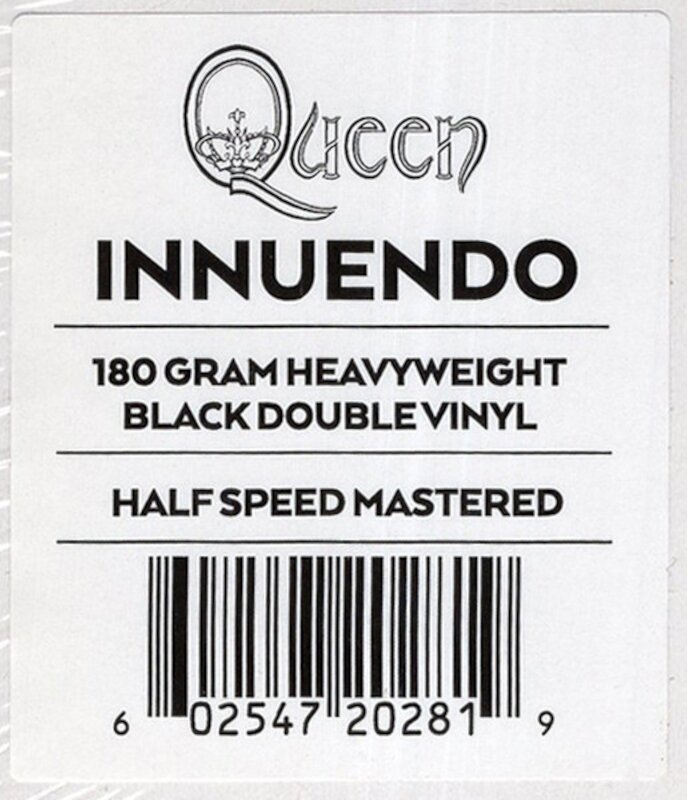 Queen
INNUENDO
180 GRAM HEAVYWEIGHT
BLACK DOUBLE VINYL
HALF SPEED MASTERED
6 02547 20281 9